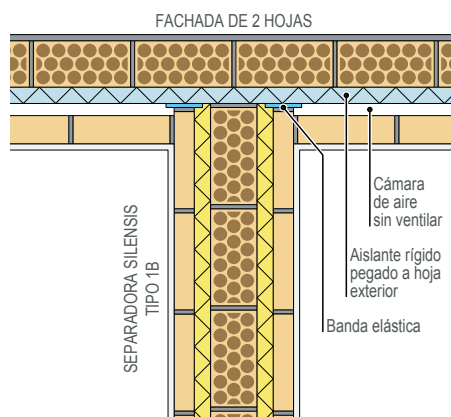 FACHADA DE 2 HOJAS
Cámara
de aire
sin ventilar
Aislante rígido
pegado a hoja
exterior
Banda elástica
SEPARADORA SILENSIS
TIPO 1B